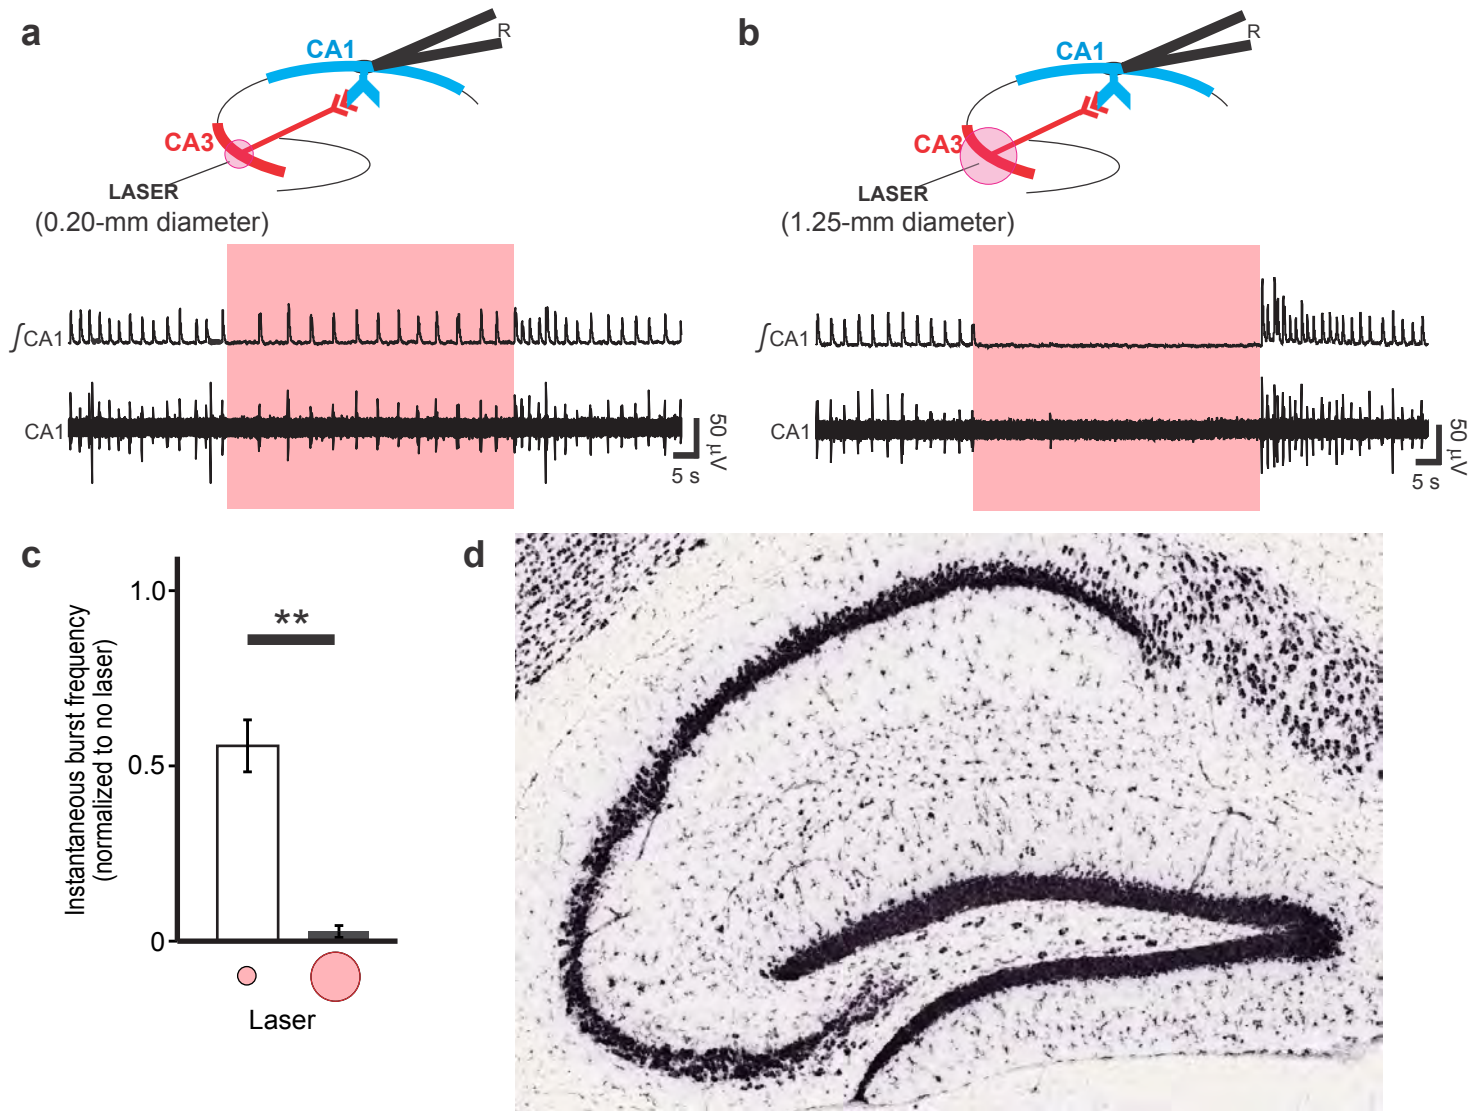 a
CA1
R
CA3
LASER
(0.20-mm diameter)
∫CA1
CA1
50 µV
5 s
b
CA1
R
CA3
LASER
(1.25-mm diameter)
∫CA1
CA1
50 µV
5 s
c
Instantaneous burst frequency
(normalized to no laser)
1.0
**
0.5
0
Laser
d